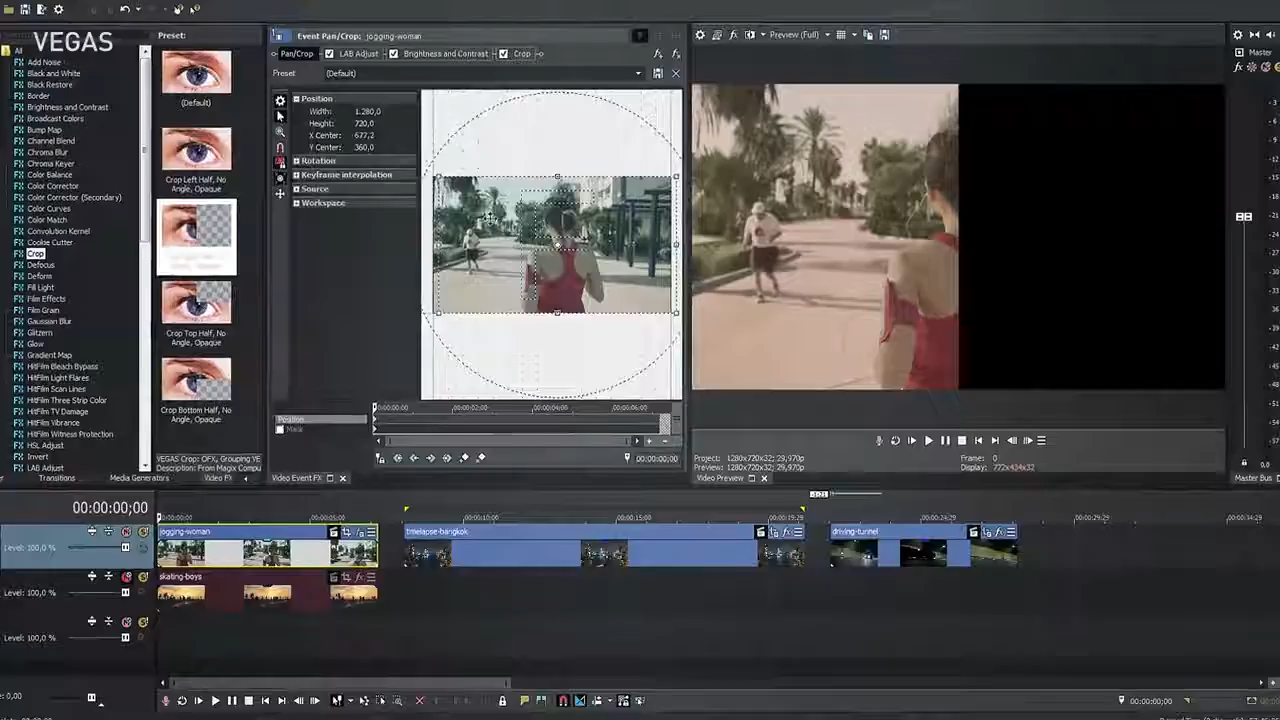 VEGAS
Preset:
All
Add Noise
Black and White
Black Restore
Border
Brightness and Contrast
Broadcast Colors
Bump Map
Channel Blend
Chroma Blur
Chroma Keyer
Color Balance
Color Corrector
Color Corrector (Secondary)
Color Curves
Color Match
Convolution Kernel
Cookie Cutter
Crop
Defocus
Deform
Fill Light
Film Effects
Film Grain
Gaussian Blur
Glitzern
Glow
Gradient Map
HitFilm Bleach Bypass
HitFilm Light Flares
HitFilm Scan Lines
HitFilm Three Strip Color
HitFilm TV Damage
HitFilm Vibrance
HitFilm Witness Protection
HSL Adjust
Invert
LAB Adjust
(Default)
Crop Left Half, No
Angle, Opaque
Crop Top Half, No
Angle, Opaque
Crop Bottom Half, No
Angle, Opaque
VEGAS Crop: OFX, Grouping VE
Description: From Magix Compu
Transitions
Media Generators
Video FX
Event Pan/Crop: jogging-woman
Pan/Crop
LAB Adjust
Brightness and Contrast
Crop
Preset
(Default)
Position
Width: 1.280,0
Height: 720,0
X Center: 677,2
Y Center: 360,0
Rotation
Keyframe interpolation
Source
Workspace
00:00:00;00
00:00:02;00
00:00:04;00
00:00:06;00
Position
Mask
00:00:00;00
Video Event FX
Preview (Full)
Project: 1280x720x32; 29,970p
Preview: 1280x720x32; 29,970p
Frame: 0
Display: 772x434x32
Video Preview
Master
0.0
Master Bus
00:00:00;00
00:00:10;00
00:00:15;00
00:00:19;29
00:00:24;29
00:00:29;29
00:00:34;29
Level: 100,0 %
jogging-woman
tmelapse-bangkok
driving-tunnel
Level: 100,0 %
skating-boys
Level: 100,0 %
00:00:00;00